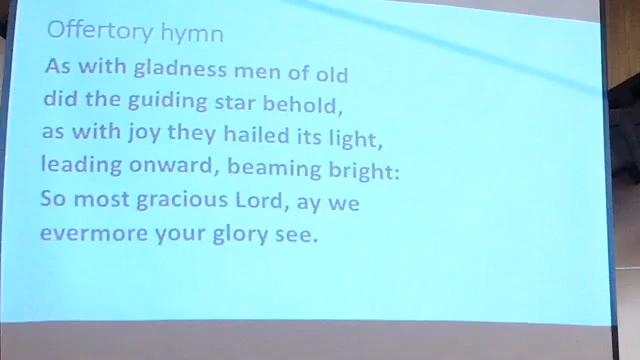 Offertory hymn
As with gladness men of old
did the guiding star behold,
as with joy they hailed its light,
leading onward, beaming bright:
So most gracious Lord, ay we
evermore your glory see.